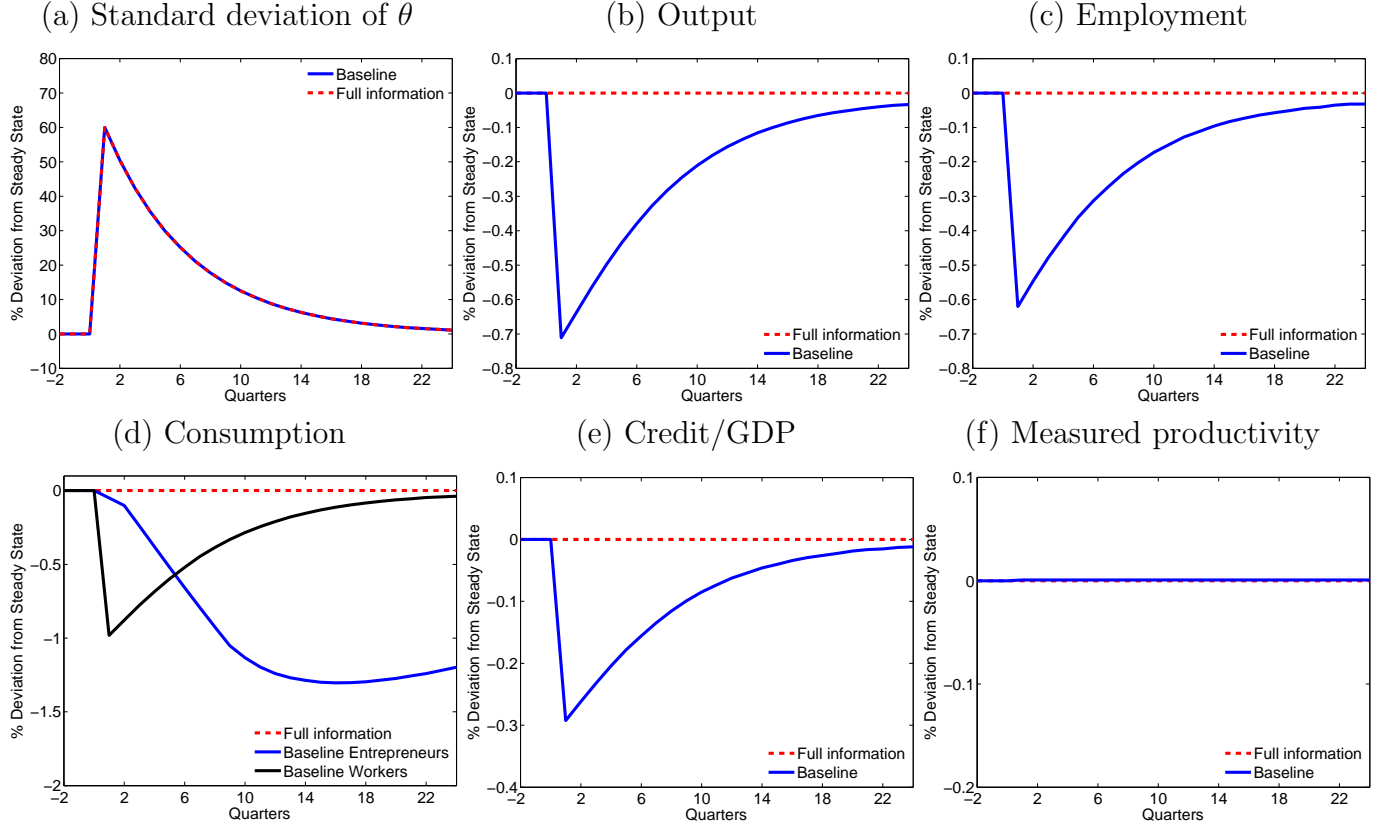 (a) Standard deviation of θ
80
70
60
50
40
30
20
10
0
−10
−2 2 6 10 14 18 22
Quarters
% Deviation from Steady State
Baseline
Full information
(b) Output
0.1
0
−0.1
−0.2
−0.3
−0.4
−0.5
−0.6
−0.7
−0.8
−2 2 6 10 14 18 22
Quarters
% Deviation from Steady State
Full information
Baseline
(c) Employment
0.1
0
−0.1
−0.2
−0.3
−0.4
−0.5
−0.6
−0.7
−0.8
−2 2 6 10 14 18 22
Quarters
% Deviation from Steady State
Full information
Baseline
(d) Consumption
0
−0.5
−1
−1.5
−2
−2 2 6 10 14 18 22
Quarters
% Deviation from Steady State
Full information
Baseline Entrepreneurs
Baseline Workers
(e) Credit/GDP
0.1
0
−0.1
−0.2
−0.3
−0.4
−2 2 6 10 14 18 22
Quarters
% Deviation from Steady State
Full information
Baseline
(f) Measured productivity
0.1
0
−0.1
−0.2
−2 2 6 10 14 18 22
Quarters
% Deviation from Steady State
Full information
Baseline